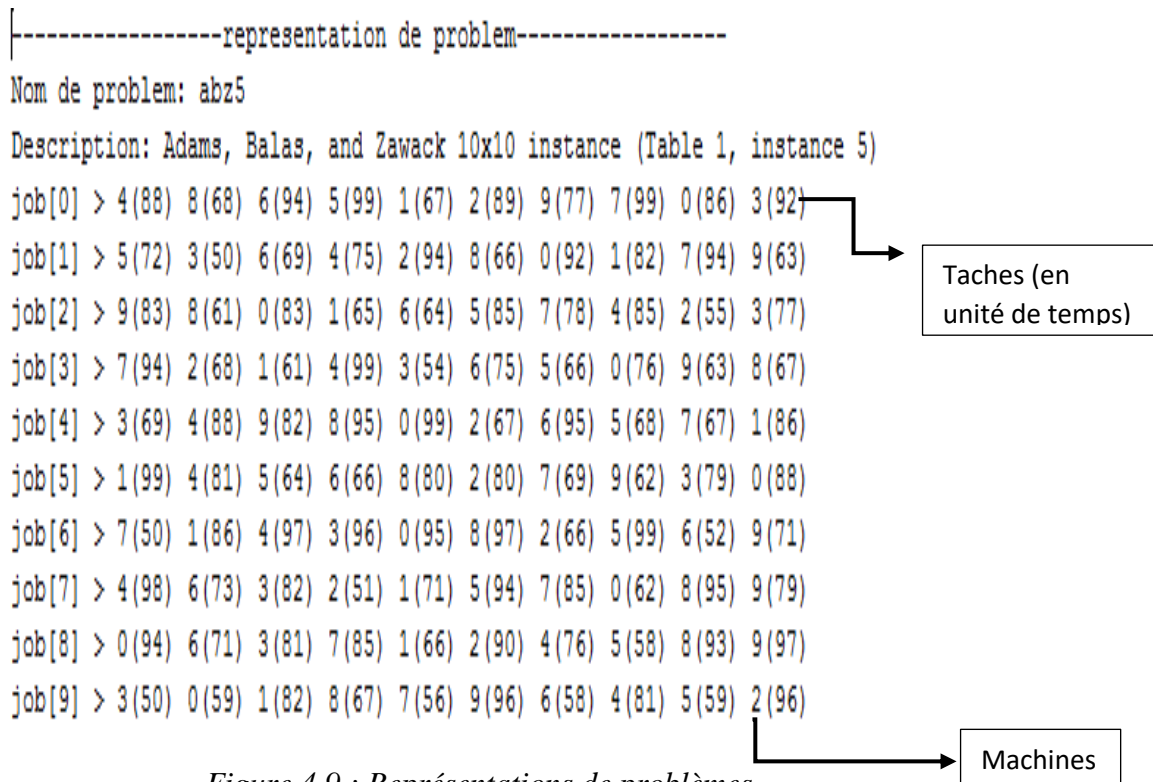 ------------------representation de problem------------------
Nom de problem: abz5
Description: Adams, Balas, and Zawack 10x10 instance (Table 1, instance 5)
job[0] > 4(88) 8(68) 6(94) 5(99) 1(67) 2(89) 9(77) 7(99) 0(86) 3(92)
job[1] > 5(72) 3(50) 6(69) 4(75) 2(94) 8(66) 0(92) 1(82) 7(94) 9(63)
job[2] > 9(83) 8(61) 0(83) 1(65) 6(64) 5(85) 7(78) 4(85) 2(55) 3(77)
job[3] > 7(94) 2(68) 1(61) 4(99) 3(54) 6(75) 5(66) 0(76) 9(63) 8(67)
job[4] > 3(69) 4(88) 9(82) 8(95) 0(99) 2(67) 6(95) 5(68) 7(67) 1(86)
job[5] > 1(99) 4(81) 5(64) 6(66) 8(80) 2(80) 7(69) 9(62) 3(79) 0(88)
job[6] > 7(50) 1(86) 4(97) 3(96) 0(95) 8(97) 2(66) 5(99) 6(52) 9(71)
job[7] > 4(98) 6(73) 3(82) 2(51) 1(71) 5(94) 7(85) 0(62) 8(95) 9(79)
job[8] > 0(94) 6(71) 3(81) 7(85) 1(66) 2(90) 4(76) 5(58) 8(93) 9(97)
job[9] > 3(50) 0(59) 1(82) 8(67) 7(56) 9(96) 6(58) 4(81) 5(59) 2(96)
Taches (en
unité de temps)
Machines
Figure 4.9 : Représentations de problèmes